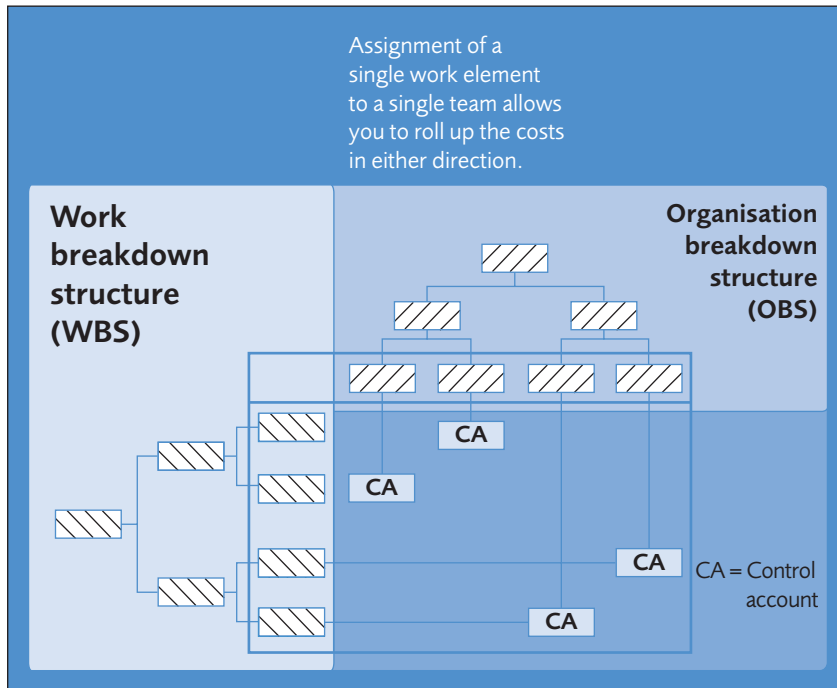 Assignment of a
single work element
to a single team allows
you to roll up the costs
in either direction.
Work
breakdown
structure
(WBS)
Organisation
breakdown
structure
(OBS)
CA
CA
CA
CA
CA = Control
account